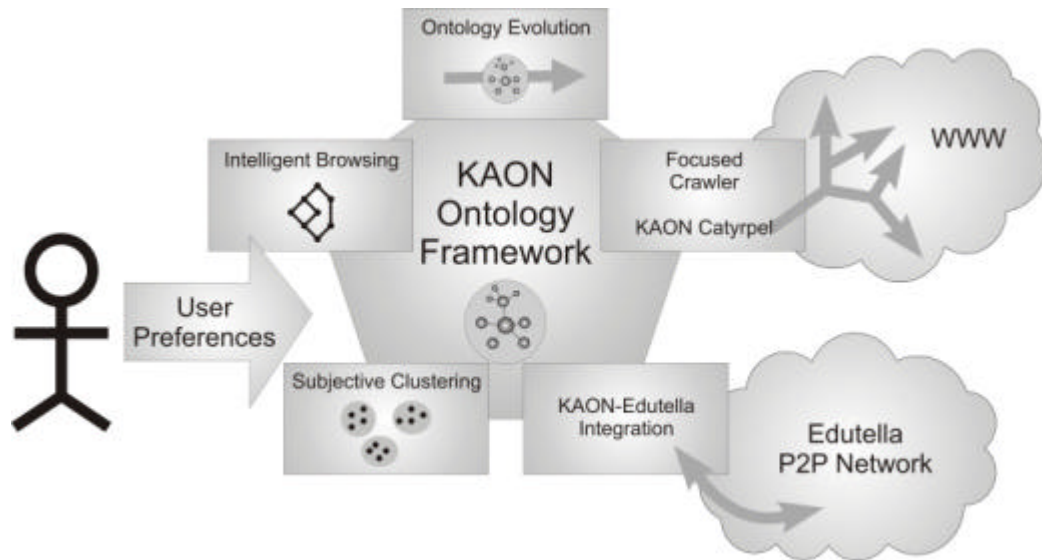 Ontology Evolution
Intelligent Browsing
KAON
Ontology
Framework
Focused
Crawler
KAON Catyrpel
WWW
User
Preferences
Subjective Clustering
KAON-Edutella
Integration
Edutella
P2P Network